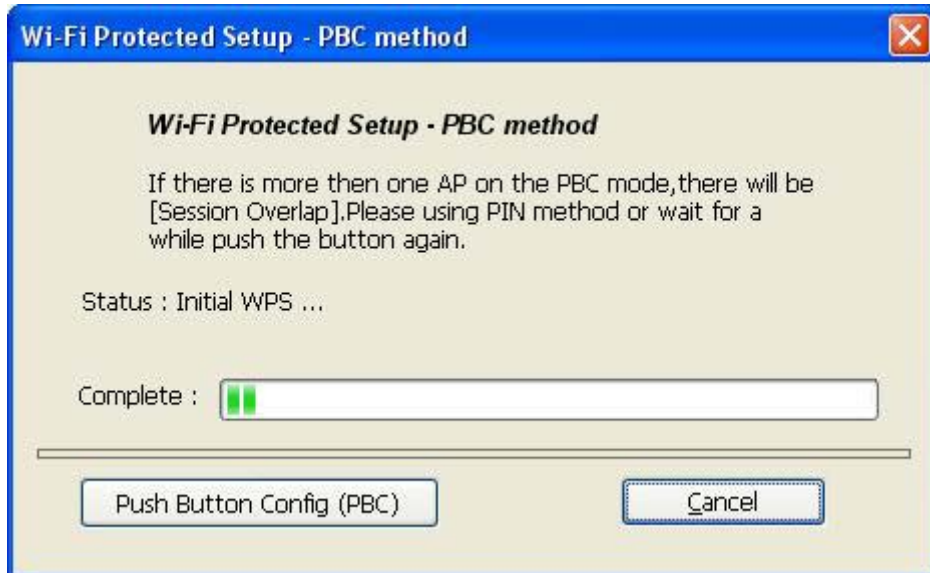 Wi-Fi Protected Setup - PBC method
Wi-Fi Protected Setup - PBC method
If there is more then one AP on the PBC mode,there will be
[Session Overlap].Please using PIN method or wait for a
while push the button again.
Status : Initial WPS ...
Complete :
Push Button Config (PBC)
Cancel